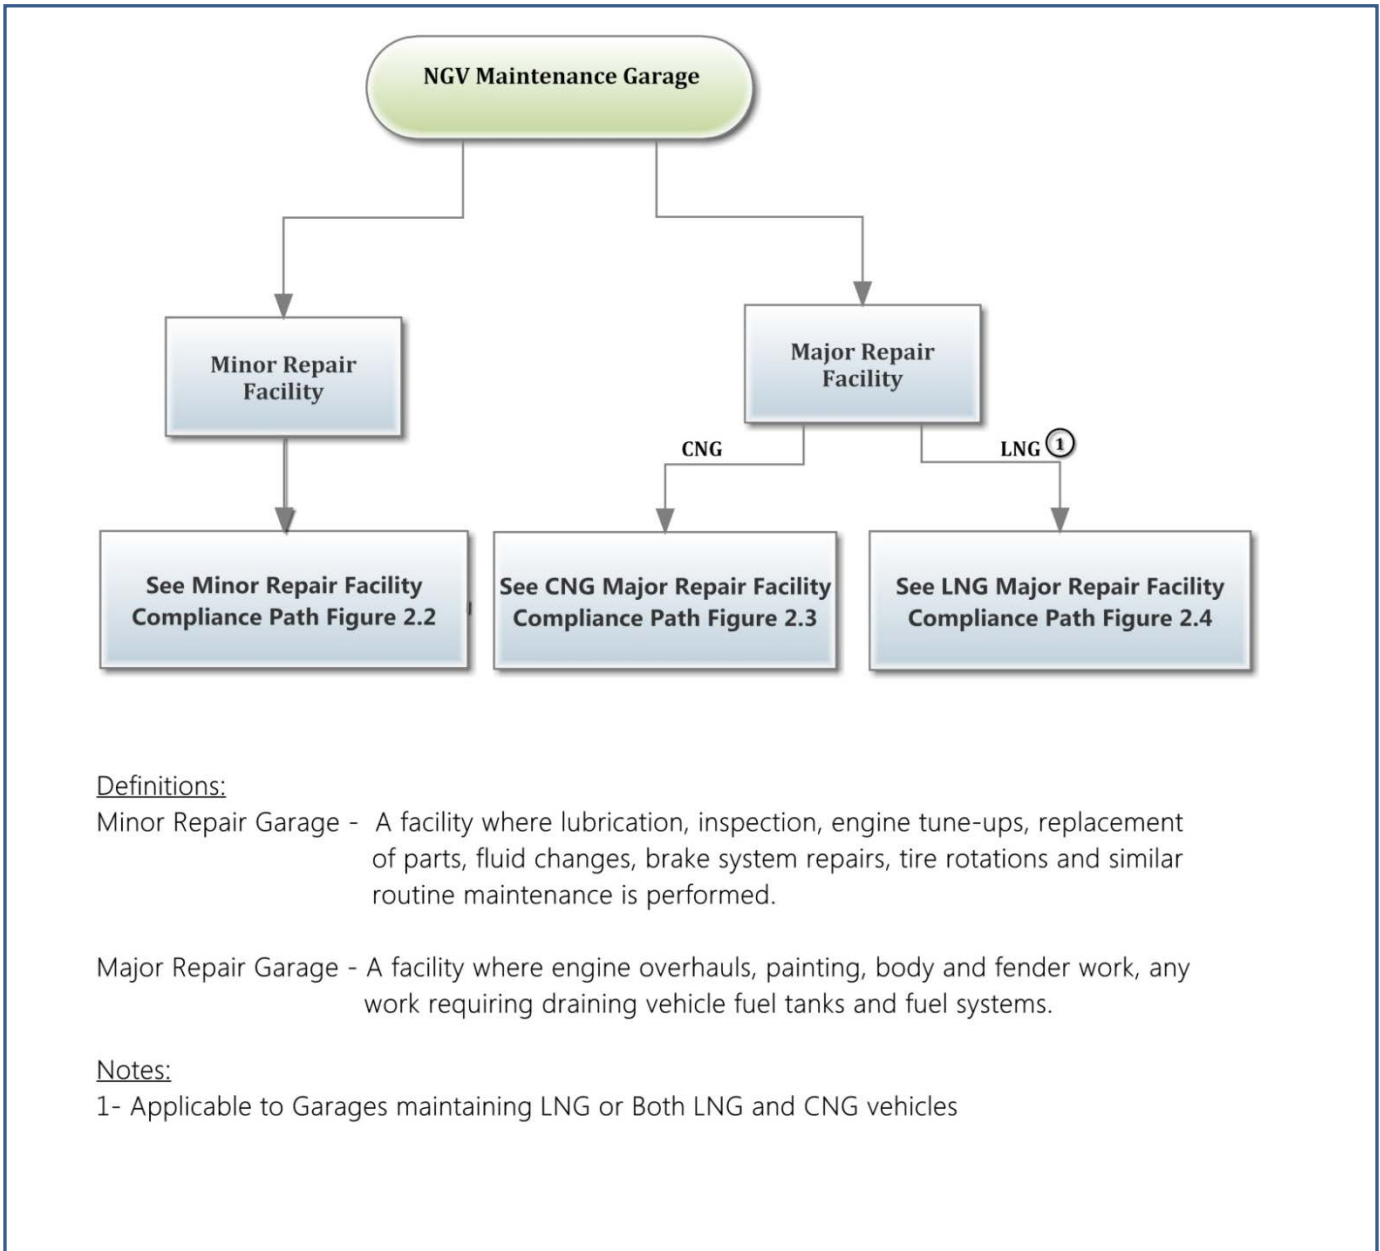 NGV Maintenance Garage
Minor Repair
Facility
Major Repair
Facility
CNG
LNG 1
See Minor Repair Facility
Compliance Path Figure 2.2
See CNG Major Repair Facility
Compliance Path Figure 2.3
See LNG Major Repair Facility
Compliance Path Figure 2.4
Definitions:
Minor Repair Garage - A facility where lubrication, inspection, engine tune-ups, replacement
of parts, fluid changes, brake system repairs, tire rotations and similar
routine maintenance is performed.
Major Repair Garage - A facility where engine overhauls, painting, body and fender work, any
work requiring draining vehicle fuel tanks and fuel systems.
Notes:
1- Applicable to Garages maintaining LNG or Both LNG and CNG vehicles